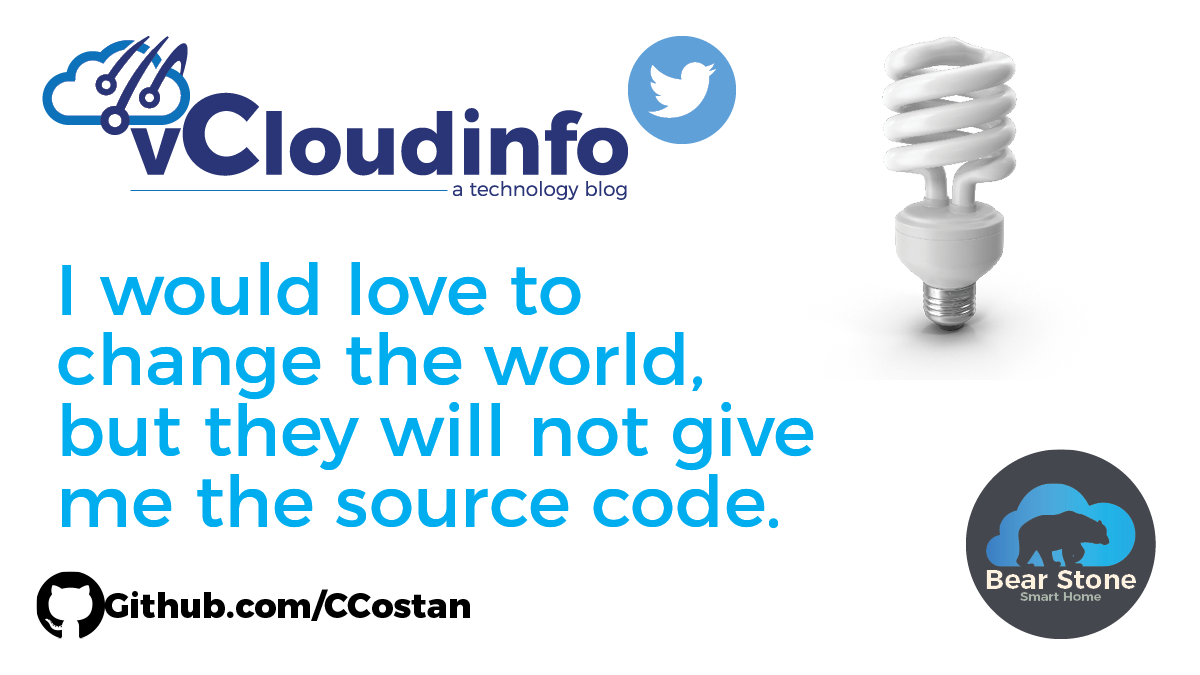 vCloudinfo
a technology blog
I would love to
change the world,
but they will not give
me the source code.
Github.com/CCostan
Bear Stone
Smart Home